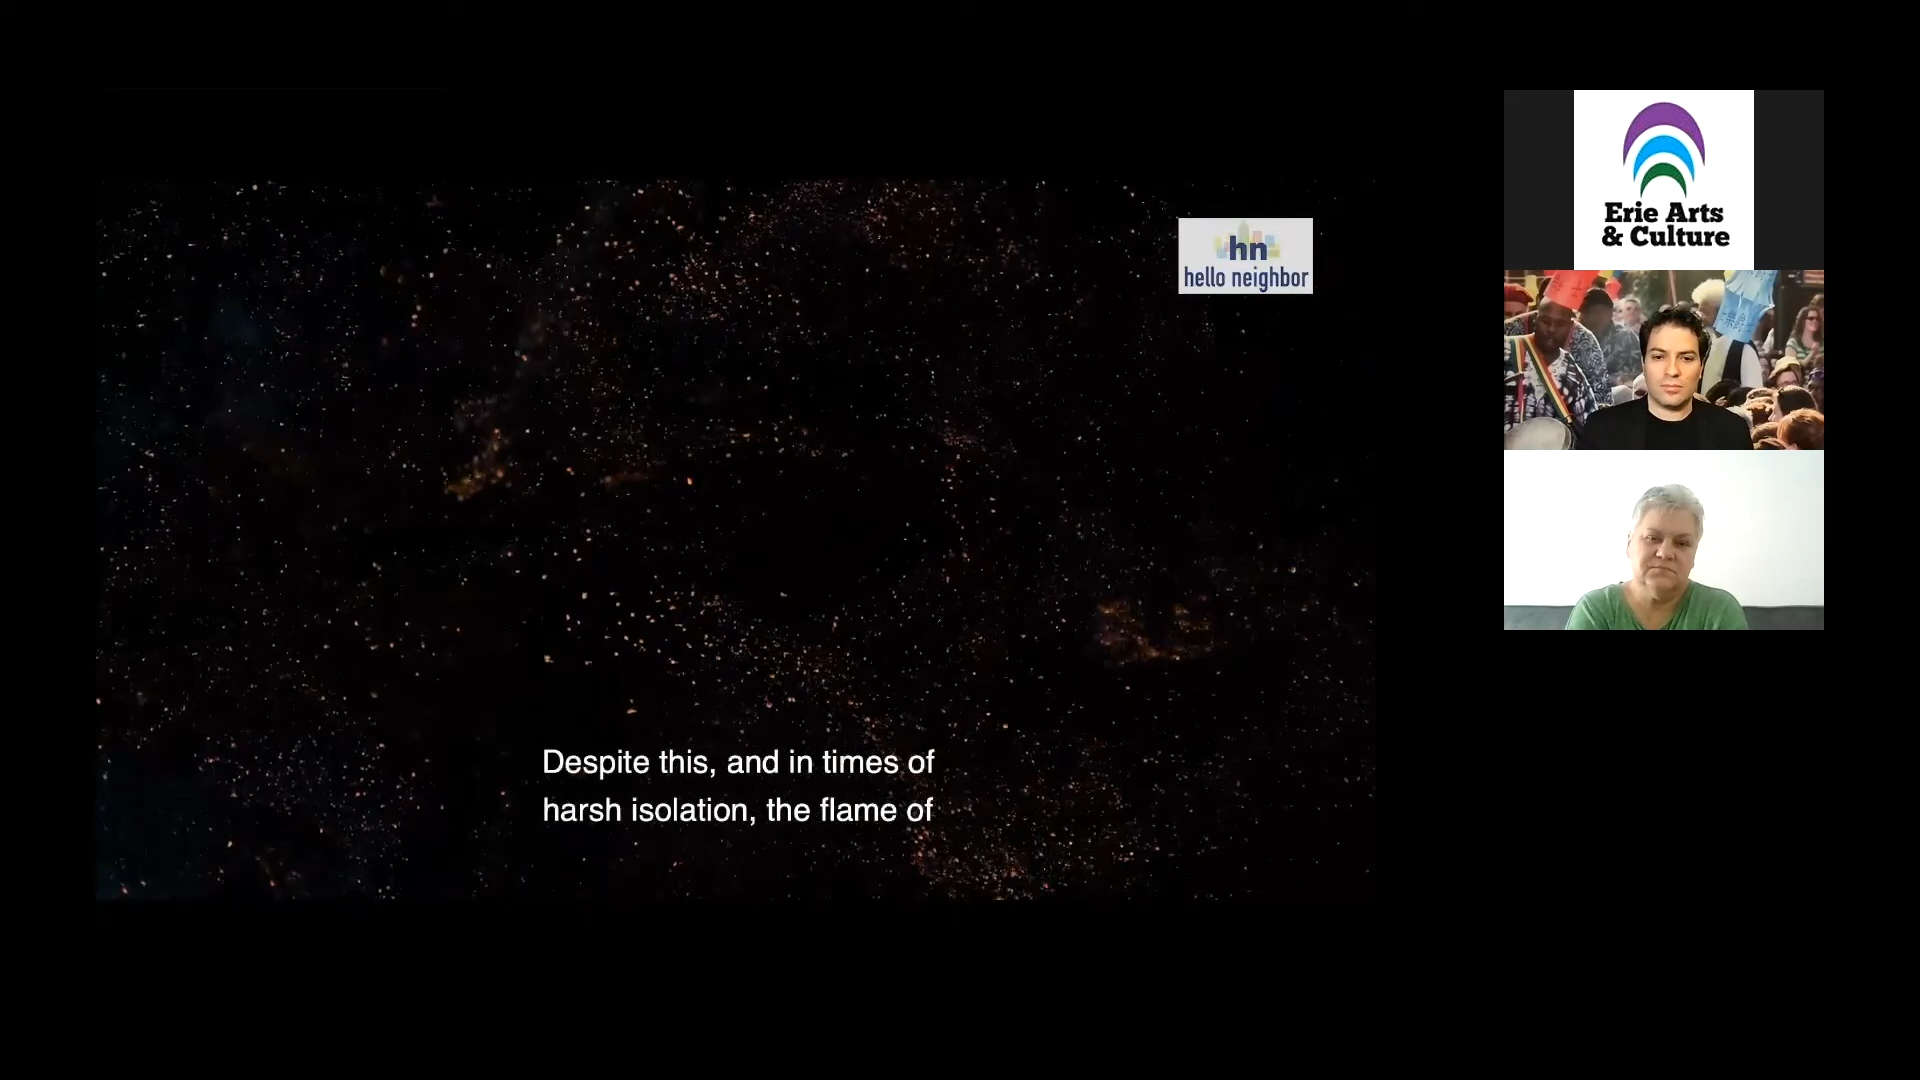 hn
hello neighbor
Erie Arts
& Culture
Despite this, and in times of
harsh isolation, the flame of